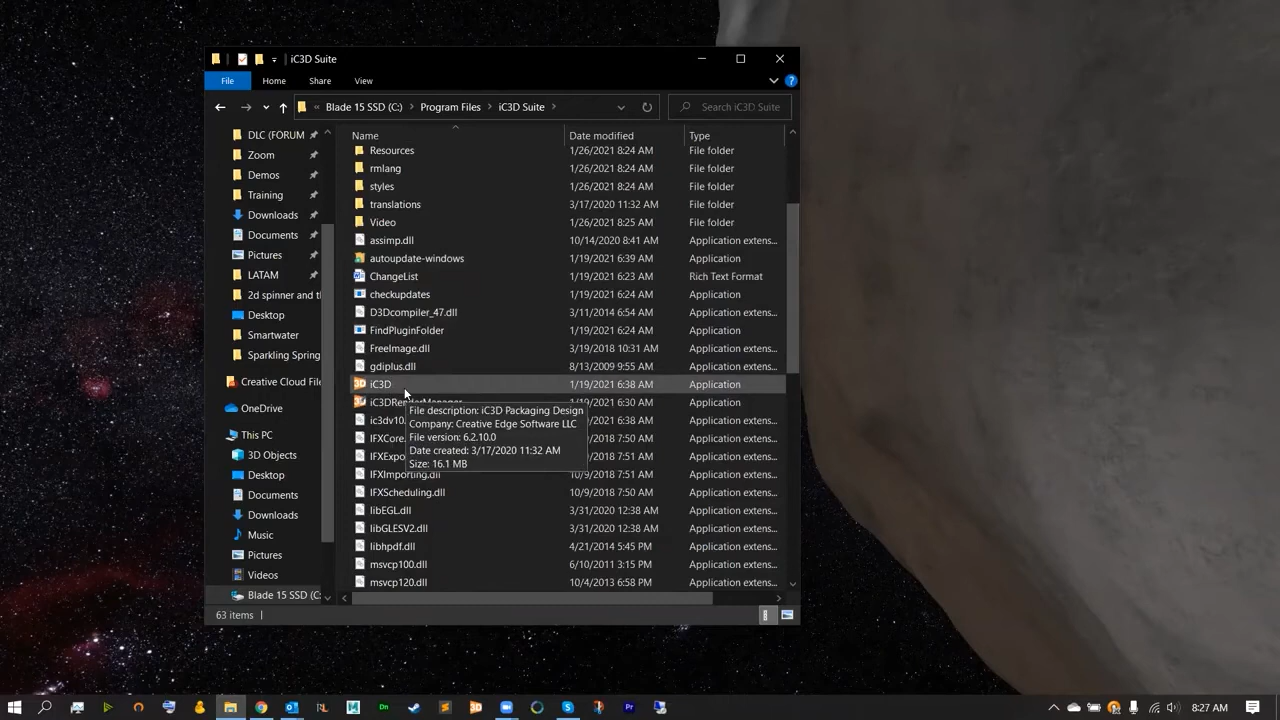 iC3D Suite
File Home Share View
Blade 15 SSD (C:) Program Files iC3D Suite
Search iC3D Suite
DLC (FORUM
Zoom
Demos
Training
Downloads
Documents
Pictures
LATAM
2d spinner and t
Desktop
Smartwater
Sparkling Spring
Creative Cloud File
OneDrive
This PC
3D Objects
Desktop
Documents
Downloads
Music
Pictures
Videos
Blade 15 SSD (C:
Name Date modified Type
Resources 1/26/2021 8:24 AM File folder
rmlang 1/26/2021 8:24 AM File folder
styles 1/26/2021 8:24 AM File folder
translations 3/17/2020 11:32 AM File folder
Video 1/26/2021 8:25 AM File folder
assimp.dll 10/14/2020 8:41 AM Application extens...
autoupdate-windows 1/19/2021 6:39 AM Application
ChangeList 1/19/2021 6:23 AM Rich Text Format
checkupdates 1/19/2021 6:24 AM Application
D3Dcompiler_47.dll 3/11/2014 6:54 AM Application extens...
FindPluginFolder 1/19/2021 6:24 AM Application
FreeImage.dll 3/19/2018 10:31 AM Application extens...
gdiplus.dll 8/13/2009 9:55 AM Application extens...
iC3D 1/19/2021 6:38 AM Application
iC3DRenderManager 1/19/2021 6:30 AM Application
ic3dv10. 6:38 AM Application extens...
IFXCore. 7:50 AM Application extens...
IFXExpo 7:50 AM Application extens...
IFXImporting.dll 10/9/2018 7:51 AM Application extens...
IFXScheduling.dll 10/9/2018 7:50 AM Application extens...
libEGL.dll 3/31/2020 12:38 AM Application extens...
libGLESV2.dll 3/31/2020 12:38 AM Application extens...
libhpdf.dll 4/21/2014 5:45 PM Application extens...
msvcp100.dll 6/10/2011 3:15 PM Application extens...
msvcp120.dll 10/4/2013 6:58 PM Application extens...
File description: iC3D Packaging Design
Company: Creative Edge Software LLC
File version: 6.2.10.0
Date created: 3/17/2020 11:32 AM
Size: 16.1 MB
63 items
8:27 AM